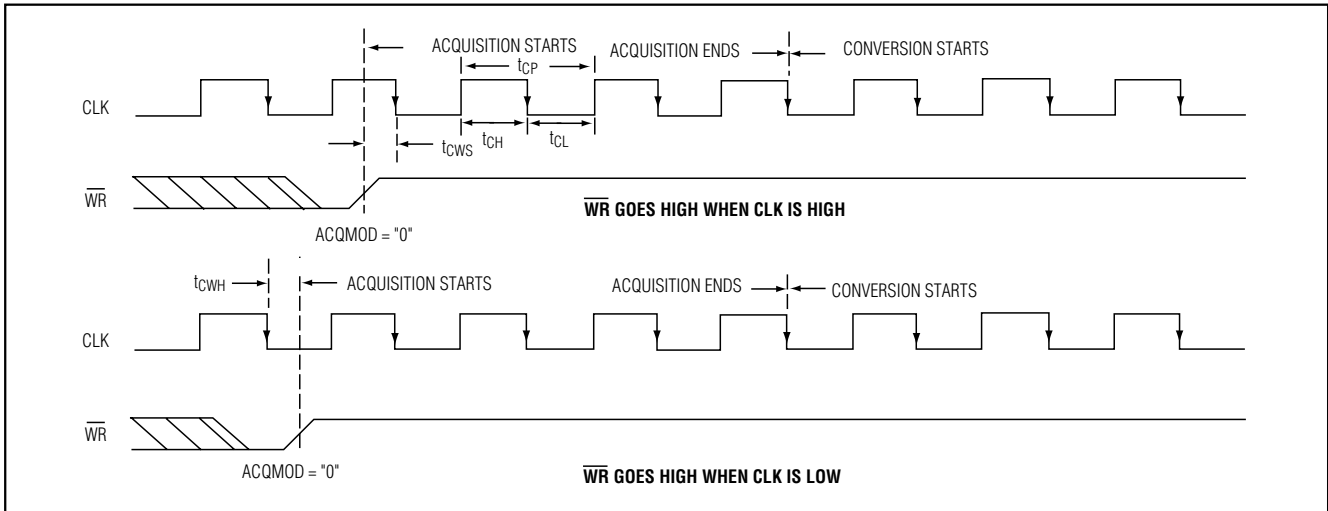 ACQUISITION STARTS
ACQUISITION ENDS
CONVERSION STARTS
tCP
CLK
tCH
tCL
tCWS
WR
WR GOES HIGH WHEN CLK IS HIGH
ACQMOD = "0"
tCWH
ACQUISITION STARTS
ACQUISITION ENDS
CONVERSION STARTS
CLK
WR
ACQMOD = "0"
WR GOES HIGH WHEN CLK IS LOW